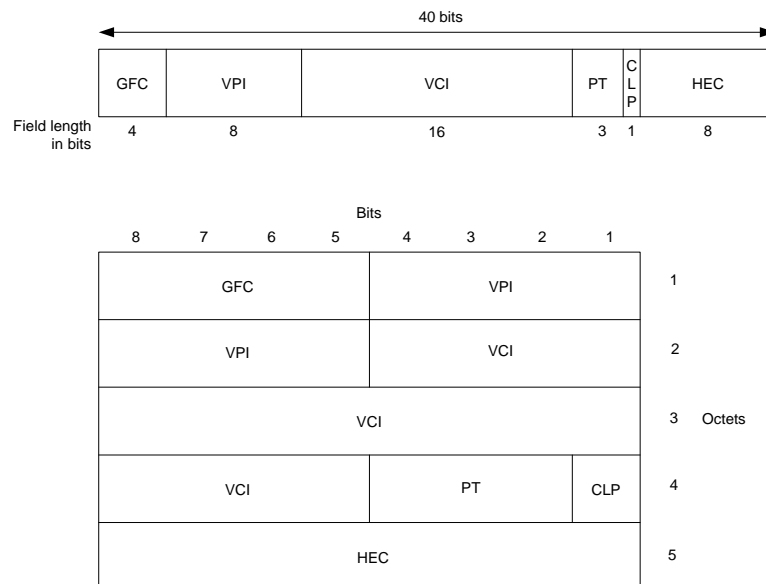 40 bits
GFC VPI VCI PT CLP HEC
Field length
in bits
4 8 16 3 1 8
Bits
8 7 6 5 4 3 2 1
GFC VPI 1
VPI VCI 2
VCI 3 Octets
VCI PT CLP 4
HEC 5